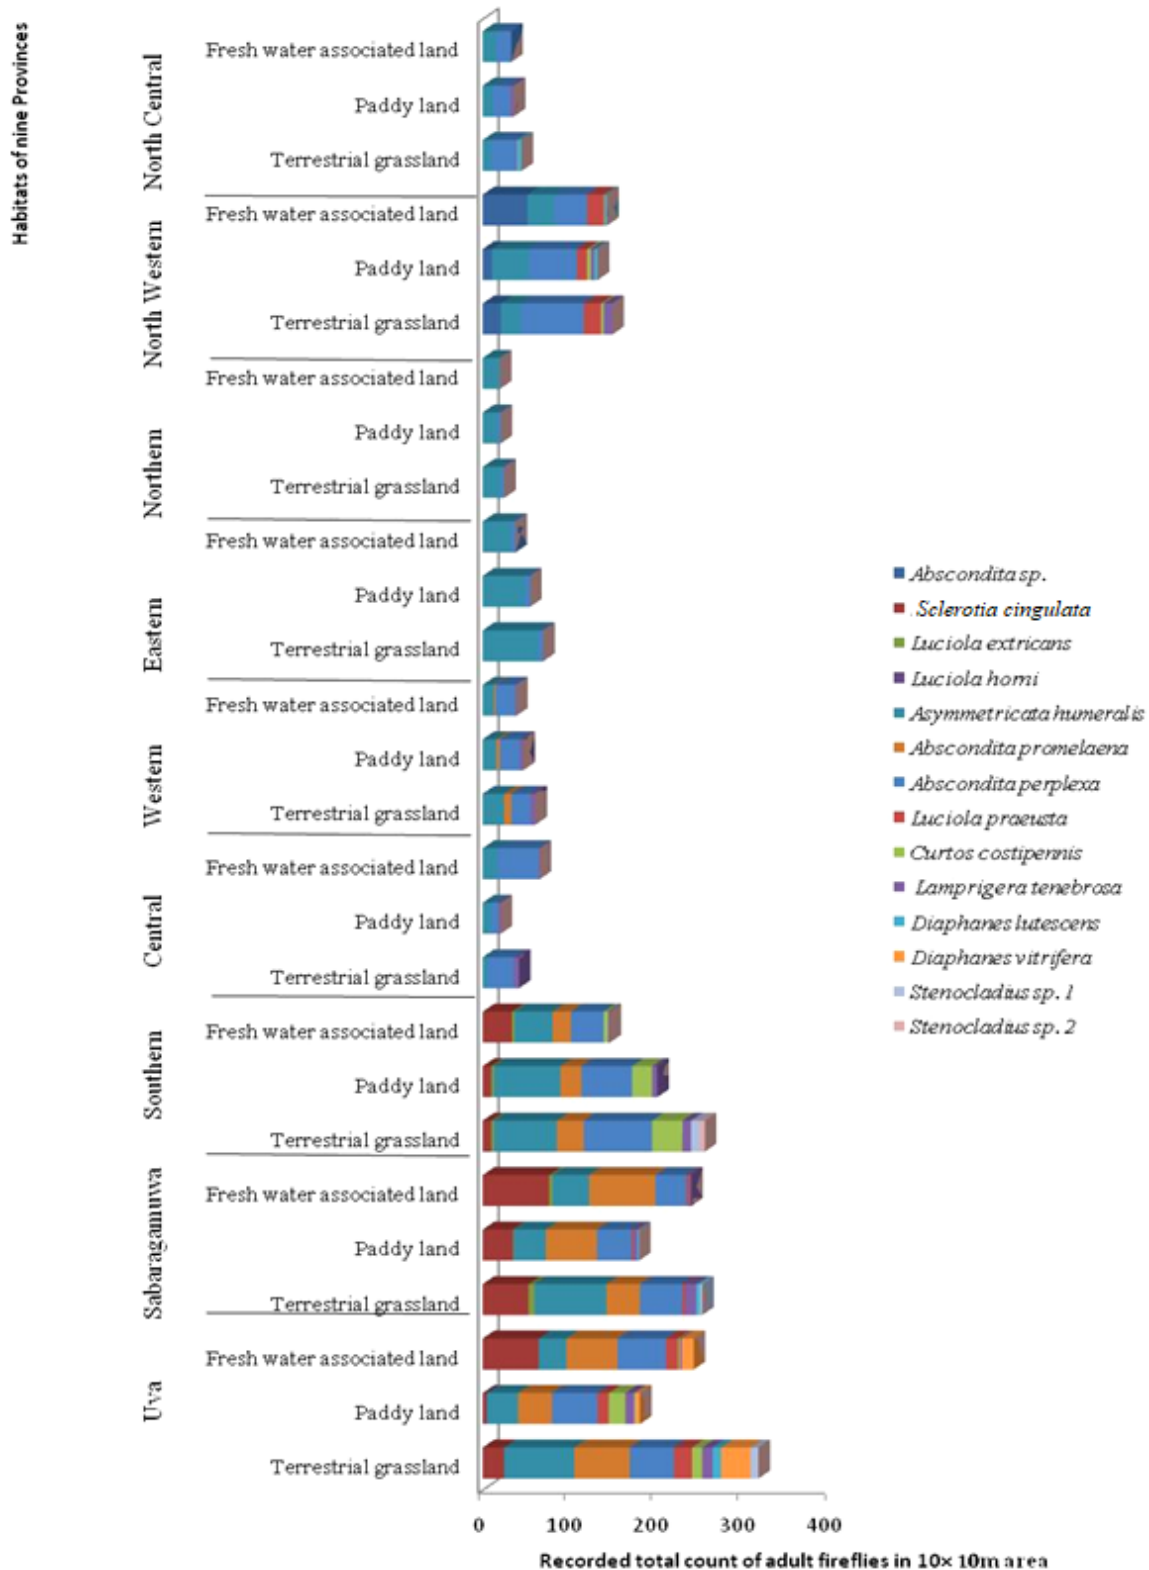 Habitats of nine Provinces
North Central
Fresh water associated land
Paddy land
Terrestrial grassland
North Western
Fresh water associated land
Paddy land
Terrestrial grassland
Northern
Fresh water associated land
Paddy land
Terrestrial grassland
Eastern
Fresh water associated land
Paddy land
Terrestrial grassland
Western
Fresh water associated land
Paddy land
Terrestrial grassland
Central
Fresh water associated land
Paddy land
Terrestrial grassland
Southern
Fresh water associated land
Paddy land
Terrestrial grassland
Sabaragamuwa
Fresh water associated land
Paddy land
Terrestrial grassland
Uva
Fresh water associated land
Paddy land
Terrestrial grassland
0 100 200 300 400
Recorded total count of adult fireflies in 10× 10m area
Abscondita sp.
Sclerotia cingulata
Luciola extricans
Luciola horni
Asymmetricata humeralis
Abscondita promelaena
Abscondita perplexa
Luciola praeusta
Curtos costipennis
Lamprigera tenebrosa
Diaphanes lutescens
Diaphanes vitrifera
Stenocladius sp. 1
Stenocladius sp. 2